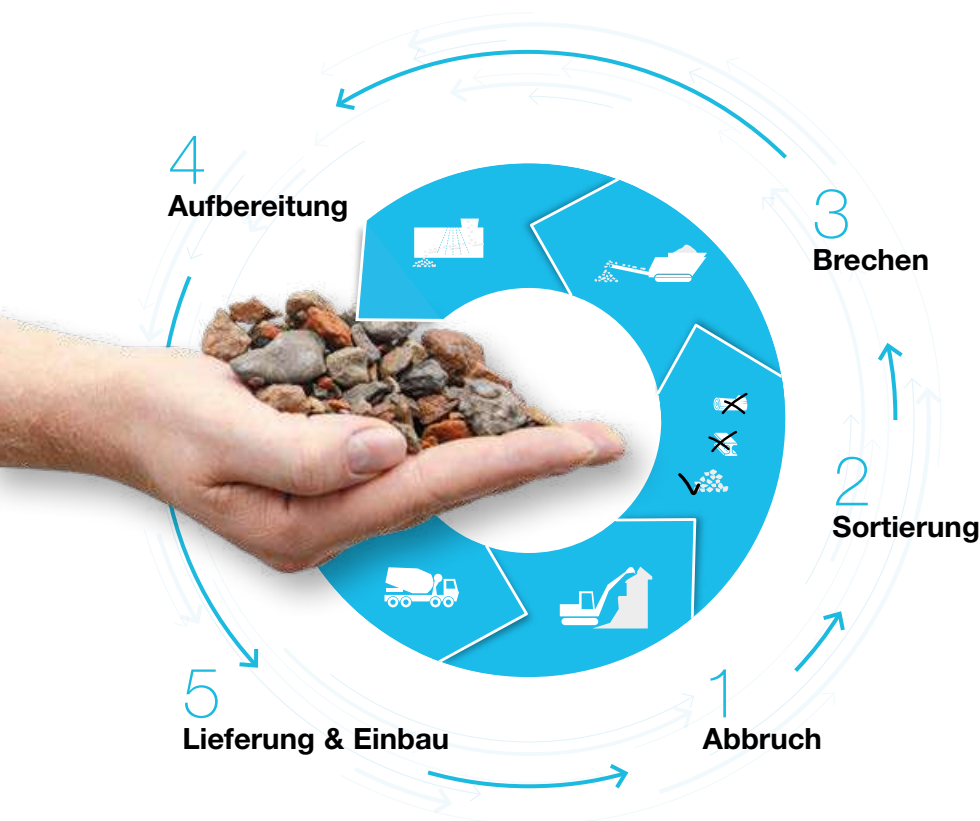 4
Aufbereitung
3
Brechen
2
Sortierung
1
Abbruch
5
Lieferung & Einbau